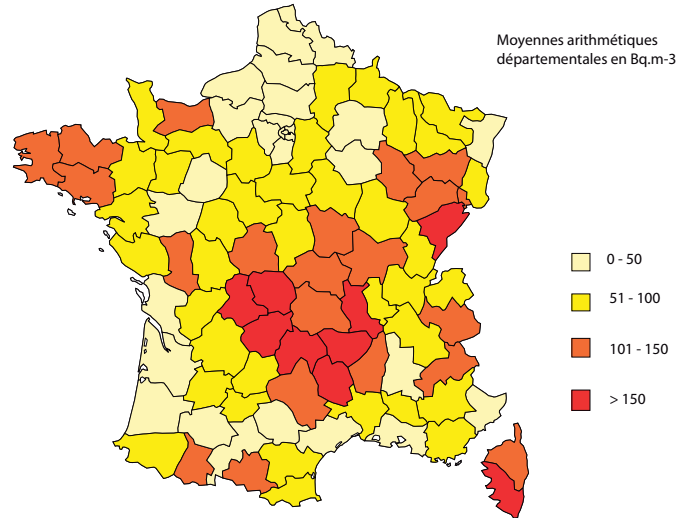 Moyennes arithmétiques
départementales en Bq.m-3
0 - 50
51 - 100
101 - 150
> 150